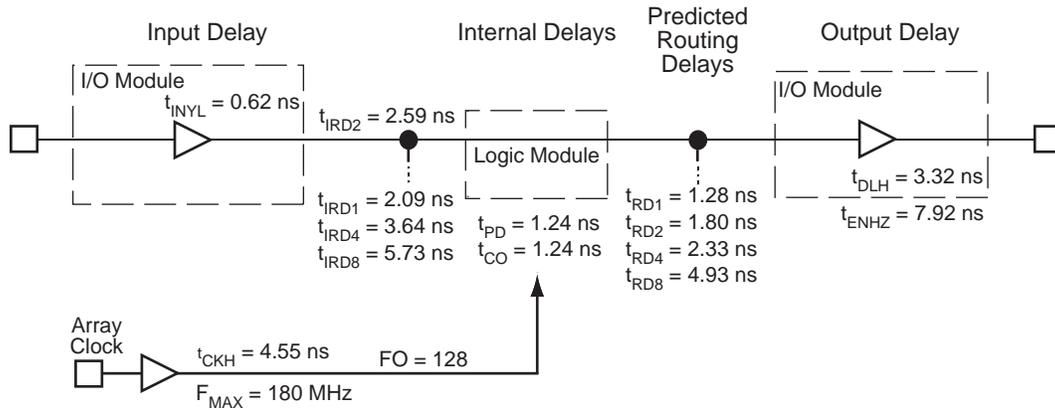 Input Delay
Internal Delays
Predicted
Routing
Delays
Output Delay
I/O Module
tINYL = 0.62 ns
tIRD2 = 2.59 ns
tIRD1 = 2.09 ns
tIRD4 = 3.64 ns
tIRD8 = 5.73 ns
Logic Module
tPD = 1.24 ns
tCO = 1.24 ns
tRD1 = 1.28 ns
tRD2 = 1.80 ns
tRD4 = 2.33 ns
tRD8 = 4.93 ns
I/O Module
tDLH = 3.32 ns
tENHZ = 7.92 ns
Array
Clock
tCKH = 4.55 ns
FO = 128
FMAX = 180 MHz